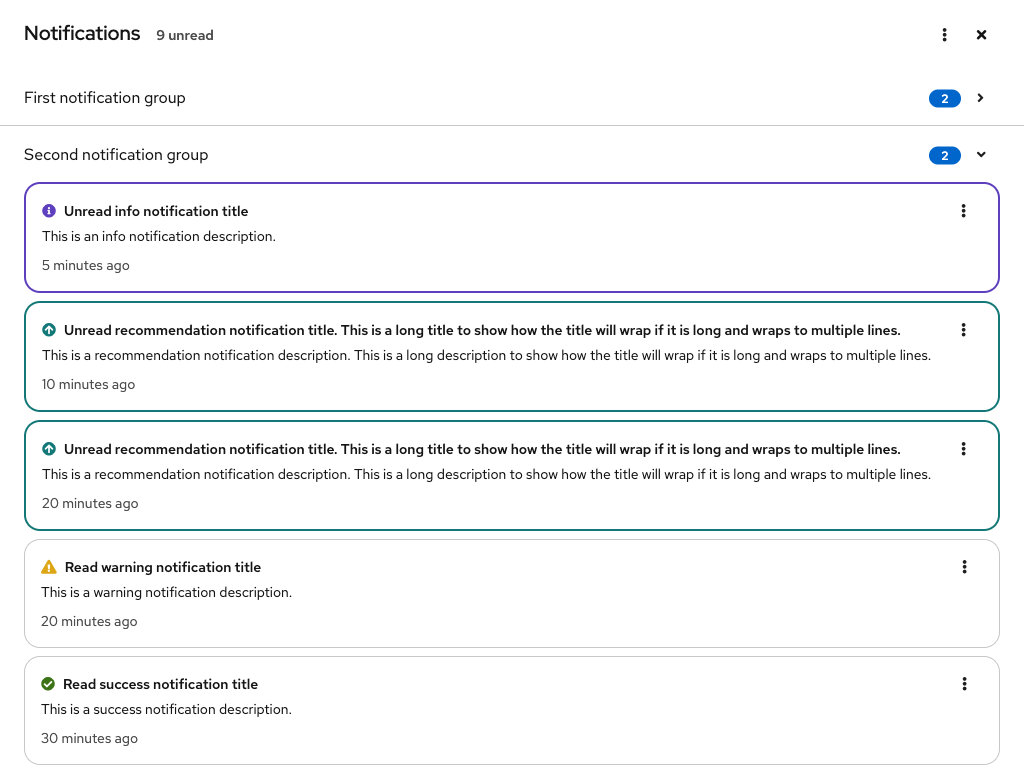 Notifications 9 unread
First notification group 2
Second notification group 2
Unread info notification title
This is an info notification description.
5 minutes ago
Unread recommendation notification title. This is a long title to show how the title will wrap if it is long and wraps to multiple lines.
This is a recommendation notification description. This is a long description to show how the title will wrap if it is long and wraps to multiple lines.
10 minutes ago
Unread recommendation notification title. This is a long title to show how the title will wrap if it is long and wraps to multiple lines.
This is a recommendation notification description. This is a long description to show how the title will wrap if it is long and wraps to multiple lines.
20 minutes ago
Read warning notification title
This is a warning notification description.
20 minutes ago
Read success notification title
This is a success notification description.
30 minutes ago